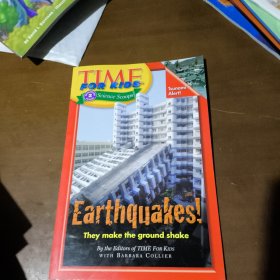 TIME
FOR KIDS
Science Scoops
Tsunami
Alert!
Earthquakes!
They make the ground shake
By the Editors of TIME FOR KIDS
WITH BARBARA COLLIER